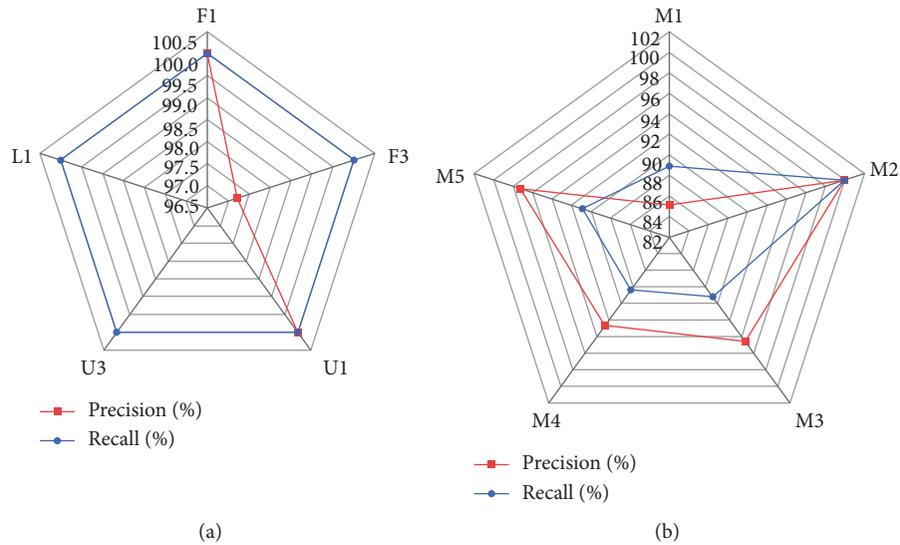 F1
100.5
100.0
99.5
99.0
98.5
98.0
97.5
97.0
96.5
L1
F3
U3
U1
Precision (%)
Recall (%)
(a)
M1
102
100
98
96
94
92
90
88
86
84
82
M5
M2
M4
M3
Precision (%)
Recall (%)
(b)